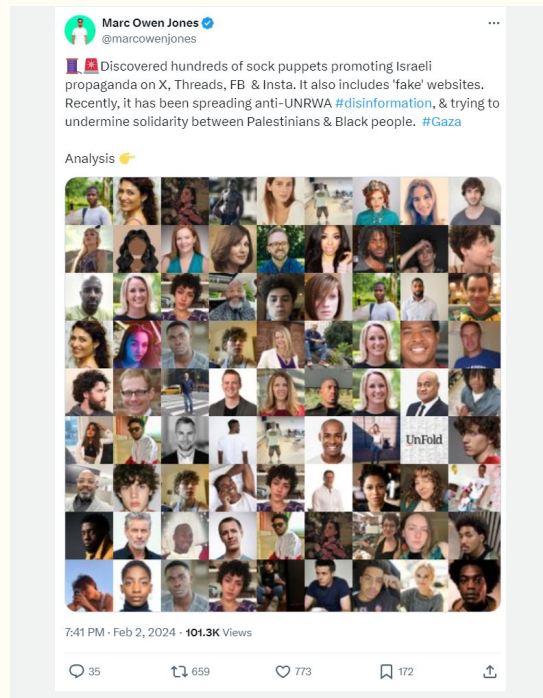 Marc Owen Jones
@marcowenjones
🧵🚨Discovered hundreds of sock puppets promoting Israeli
propaganda on X, Threads, FB & Insta. It also includes 'fake' websites.
Recently, it has been spreading anti-UNRWA #disinformation, & trying to
undermine solidarity between Palestinians & Black people. #Gaza
Analysis 👉
UnFold
7:41 PM · Feb 2, 2024 · 101.3K Views
35 659 773 172